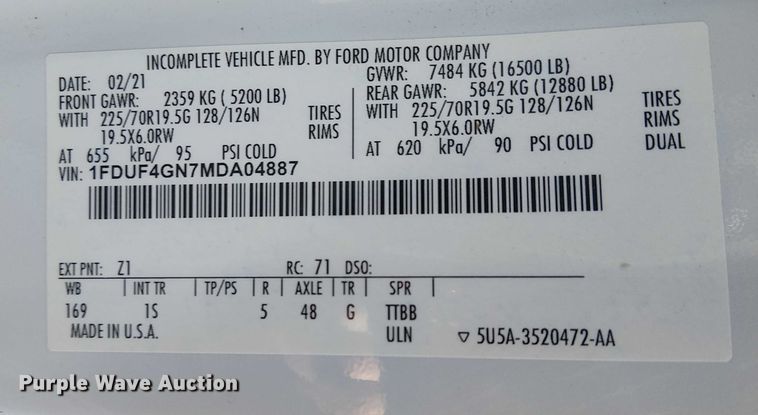 INCOMPLETE VEHICLE MFD. BY FORD MOTOR COMPANY
DATE: 02/21 GVWR: 7484 KG (16500 LB)
FRONT GAWR: 2359 KG ( 5200 LB) REAR GAWR: 5842 KG (12880 LB)
WITH 225/70R19.5G 128/126N TIRES WITH 225/70R19.5G 128/126N TIRES
19.5X6.0RW RIMS 19.5X6.0RW RIMS
AT 655 kPa/ 95 PSI COLD AT 620 kPa/ 90 PSI COLD DUAL
VIN: 1FDUF4GN7MDA04887
EXT PNT: Z1 RC: 71 DSO:
WB INT TR TP/PS R AXLE TR SPR
169 1S 5 48 G TTBB
MADE IN U.S.A. ULN ▽ 5U5A-3520472-AA
Purple Wave Auction